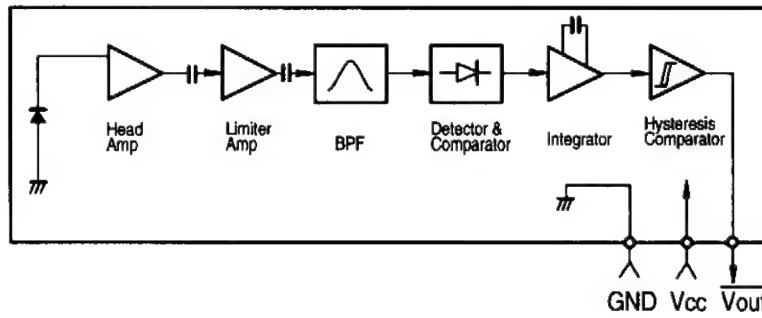 Head
Amp
Limiter
Amp
BPF
Detector &
Comparator
Integrator
Hysteresis
Comparator
GND
Vcc
Vout